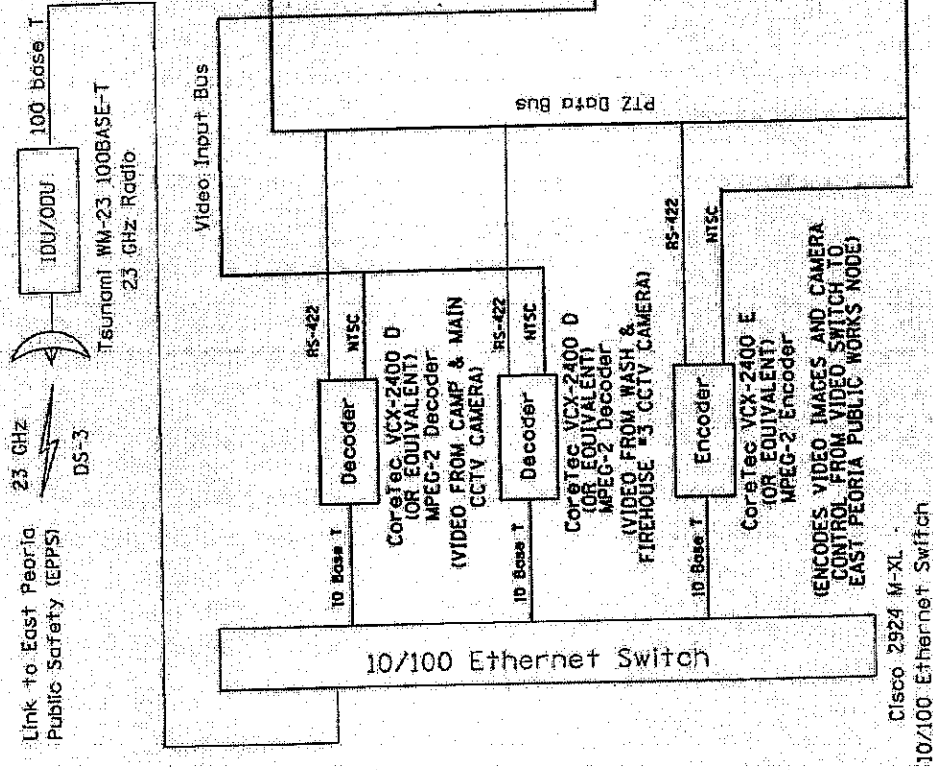 Link to East Peoria
Public Safety (EPPS)
23 GHz
DS-3
IDU/ODU
100 base T
Tsunami WM-23 100BASE-T
23 GHz Radio
Video Input Bus
PTZ Data Bus
10 Base T
Decoder
RS-422
NTSC
CoreTec VCX-2400 D
(OR EQUIVALENT)
MPEG-2 Decoder
(VIDEO FROM CAMP & MAIN
CCTV CAMERA)
10 Base T
Decoder
RS-422
NTSC
CoreTec VCX-2400 D
(OR EQUIVALENT)
MPEG-2 Decoder
(VIDEO FROM WASH &
FIREHOUSE #3 CCTV CAMERA)
10 Base T
Encoder
RS-422
NTSC
CoreTec VCX-2400 E
(OR EQUIVALENT)
MPEG-2 Encoder
(ENCODES VIDEO IMAGES AND CAMERA
CONTROL FROM VIDEO SWITCH TO
EAST PEORIA PUBLIC WORKS NODE)
10/100 Ethernet Switch
Cisco 2924 M-XL
10/100 Ethernet Switch